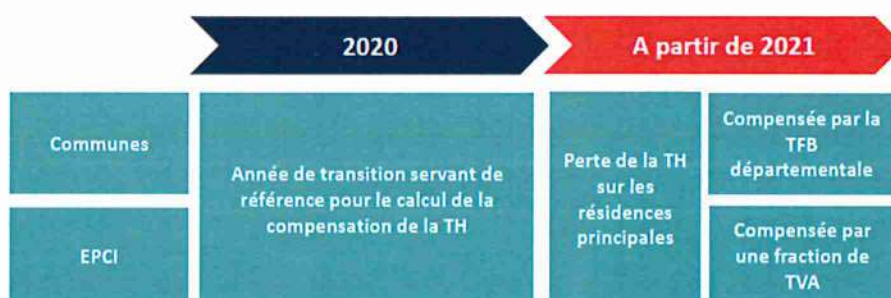 2020
A partir de 2021
Communes
EPCI
Année de transition servant de
référence pour le calcul de la
compensation de la TH
Perte de la TH
sur les
résidences
principales
Compensée par la
TFB
départementale
Compensée par
une fraction de
TVA